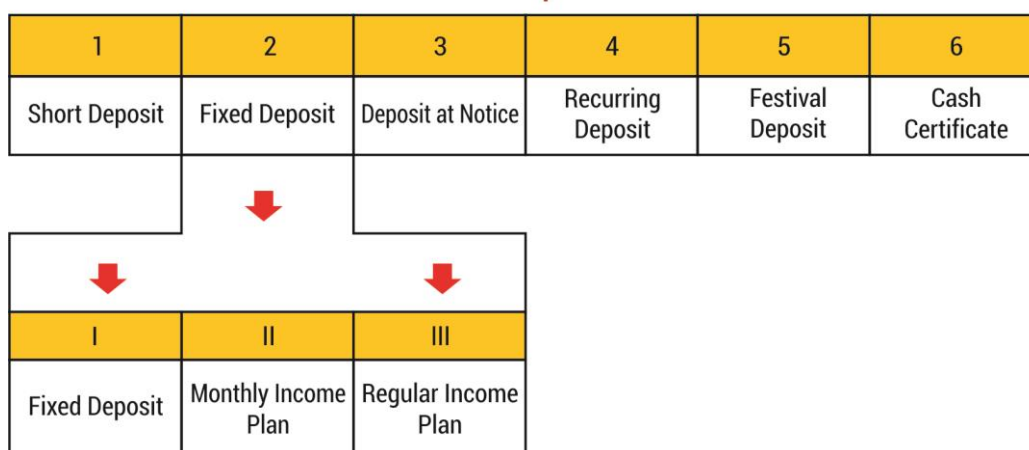 1 2 3 4 5 6
Short Deposit Fixed Deposit Deposit at Notice Recurring Deposit Festival Deposit Cash Certificate
I II III
Fixed Deposit Monthly Income Plan Regular Income Plan